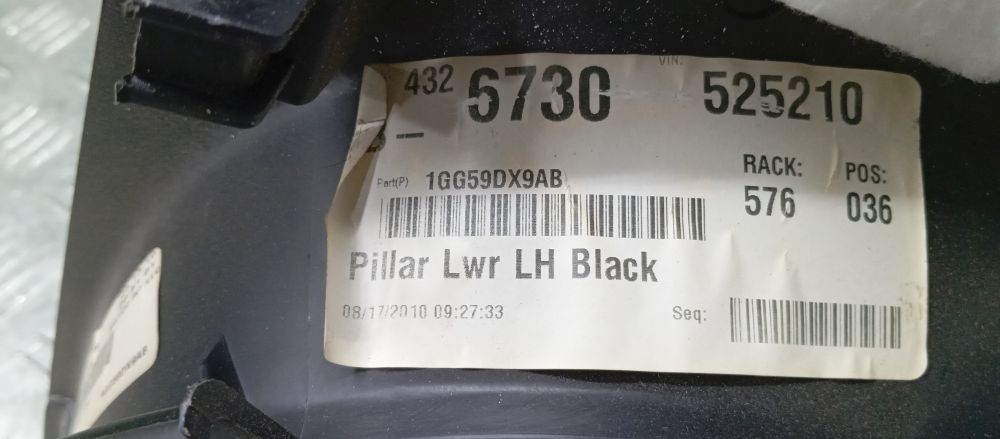 432 6730
VIN: 525210
Part(P) 1GG59DX9AB
RACK: 576
POS: 036
Pillar Lwr LH Black
08/17/2010 09:27:33
Seq: